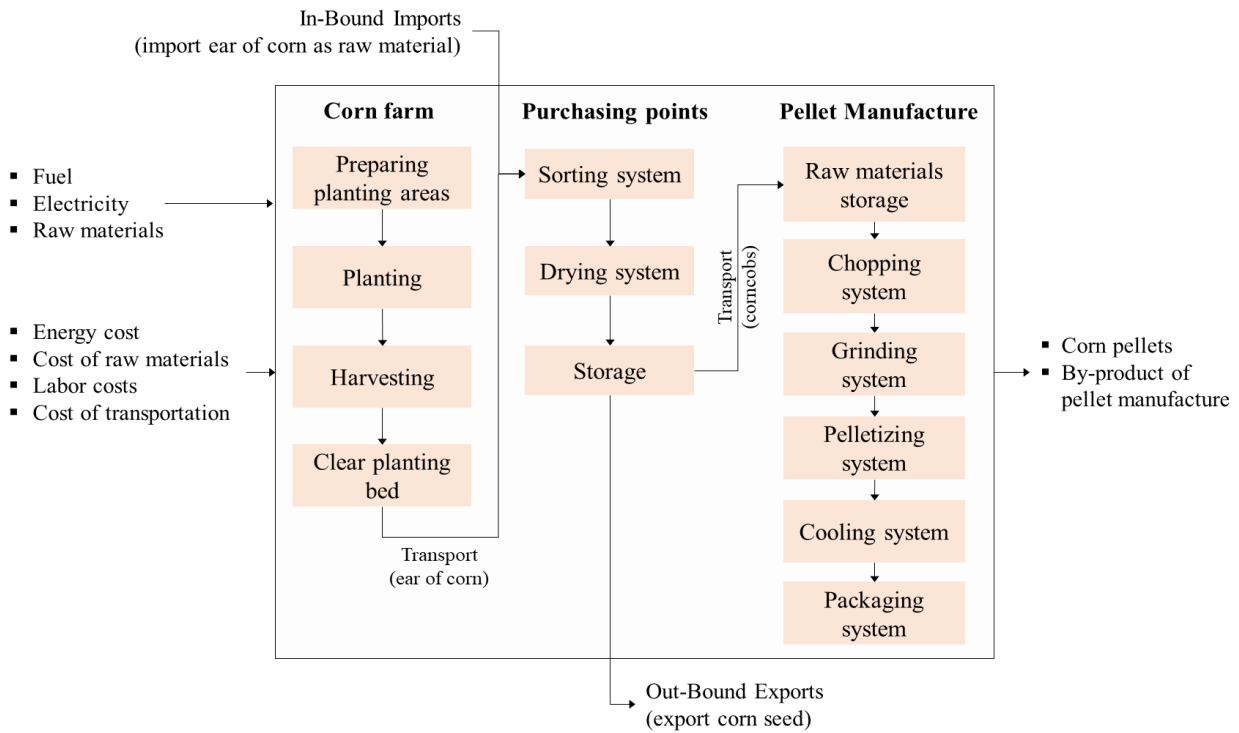 In-Bound Imports
(import ear of corn as raw material)
Corn farm
Purchasing points
Pellet Manufacture
▪ Fuel
▪ Electricity
▪ Raw materials
▪ Energy cost
▪ Cost of raw materials
▪ Labor costs
▪ Cost of transportation
Preparing
planting areas
Planting
Harvesting
Clear planting
bed
Transport
(ear of corn)
Sorting system
Drying system
Storage
Transport
(corncobs)
Raw materials
storage
Chopping
system
Grinding
system
Pelletizing
system
Cooling system
Packaging
system
▪ Corn pellets
▪ By-product of
pellet manufacture
Out-Bound Exports
(export corn seed)